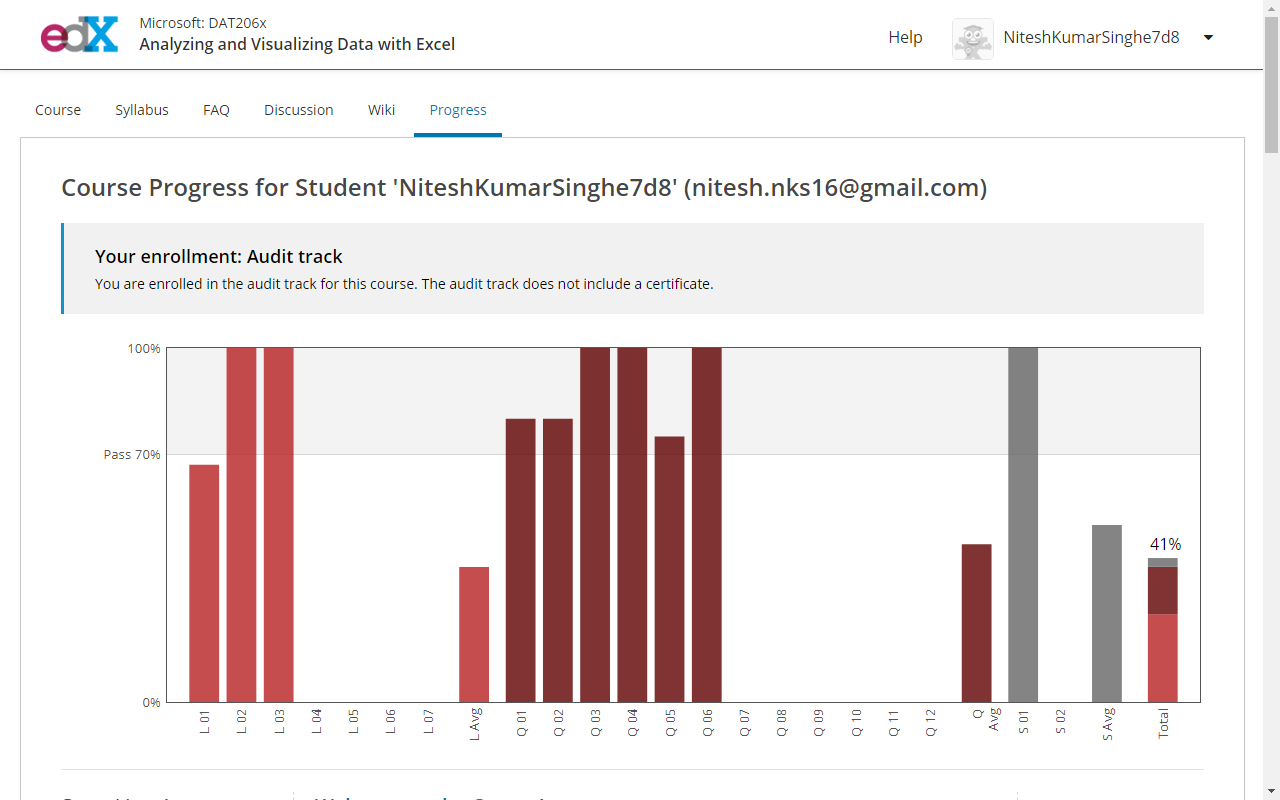 edX
Microsoft: DAT206x
Analyzing and Visualizing Data with Excel
Help
NiteshKumarSinghe7d8
Course
Syllabus
FAQ
Discussion
Wiki
Progress
Course Progress for Student 'NiteshKumarSinghe7d8' (nitesh.nks16@gmail.com)
Your enrollment: Audit track
You are enrolled in the audit track for this course. The audit track does not include a certificate.
100%
Pass 70%
0%
41%
L 01
L 02
L 03
L 04
L 05
L 06
L 07
L Avg
Q 01
Q 02
Q 03
Q 04
Q 05
Q 06
Q 07
Q 08
Q 09
Q 10
Q 11
Q 12
Q
Avg
S 01
S 02
S Avg
Total